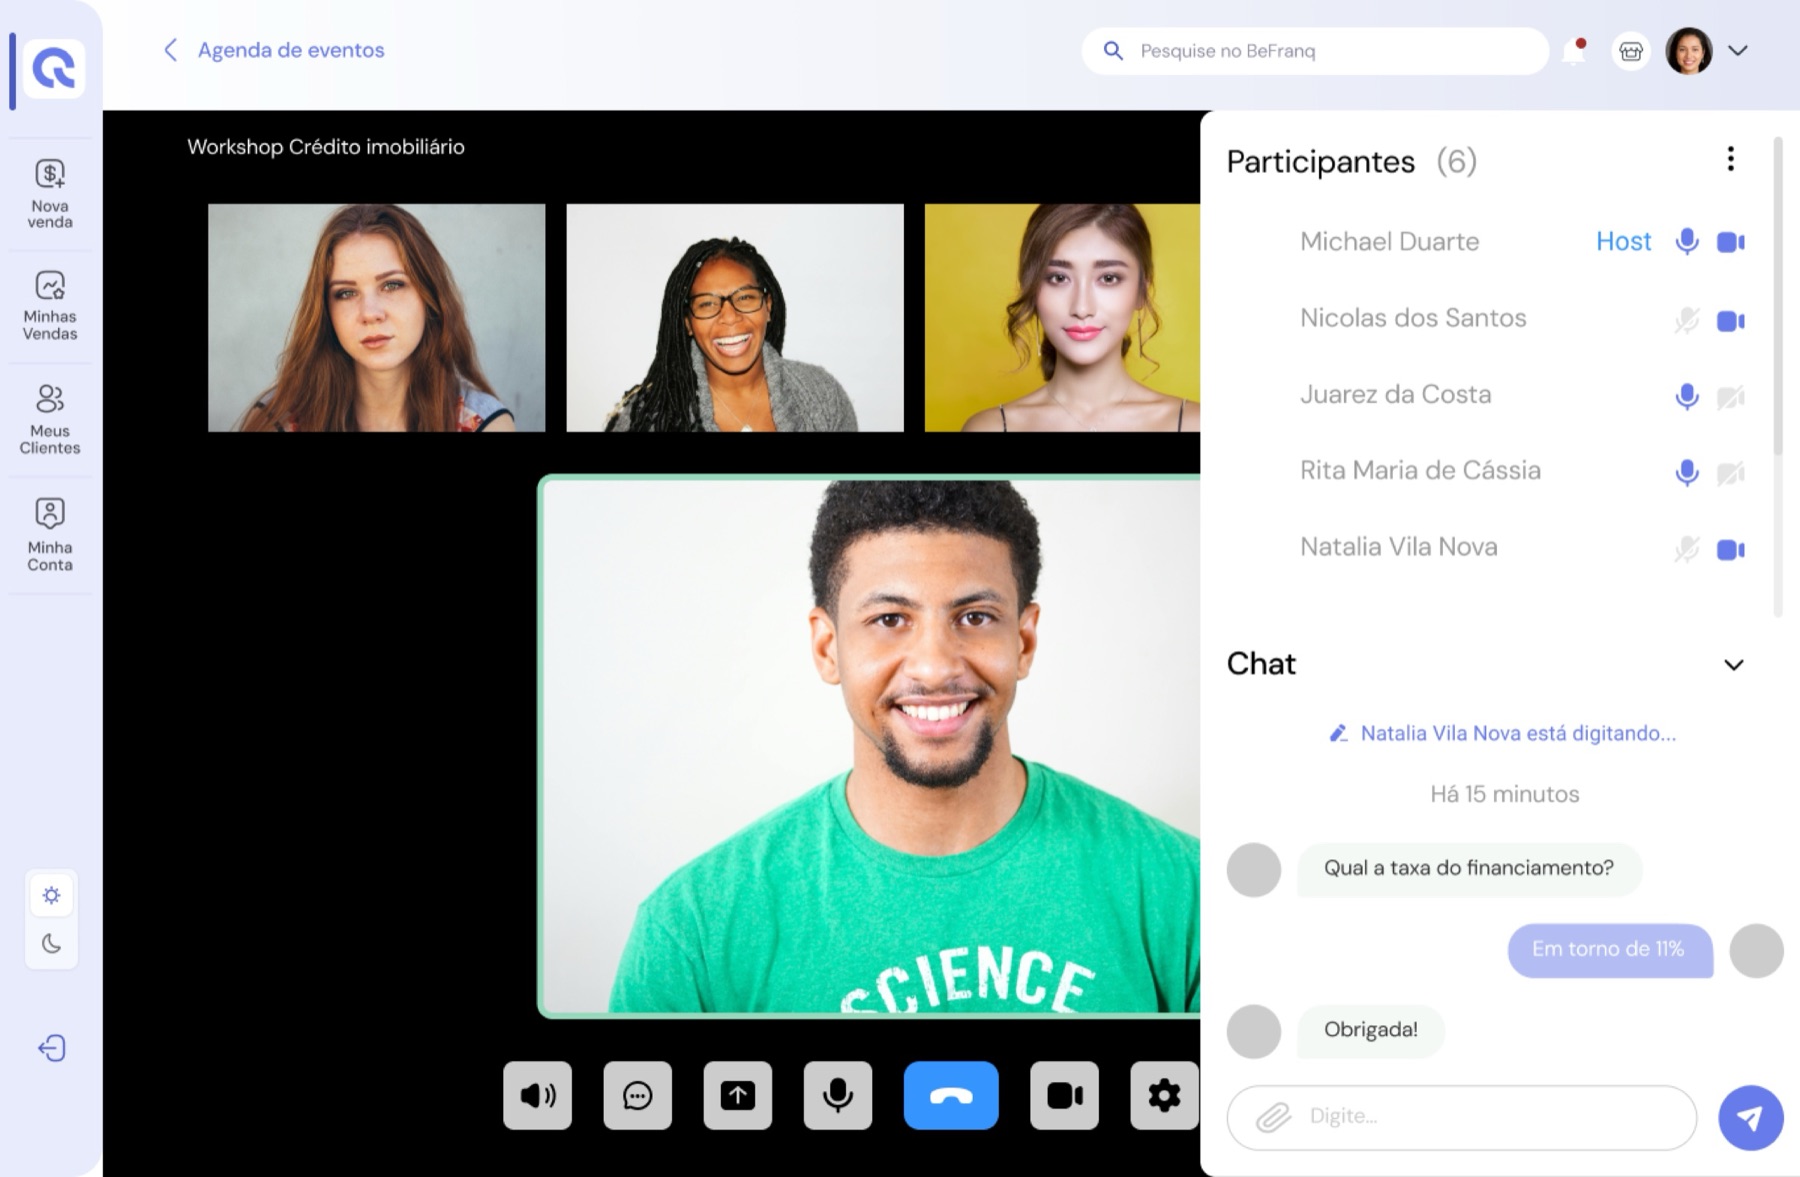 Agenda de eventos
Pesquise no BeFranq
Nova
venda
Minhas
Vendas
Meus
Clientes
Minha
Conta
Workshop Crédito imobiliário
SCIENCE
Participantes (6)
Michael Duarte Host
Nicolas dos Santos
Juarez da Costa
Rita Maria de Cássia
Natalia Vila Nova
Chat
Natalia Vila Nova está digitando...
Há 15 minutos
Qual a taxa do financiamento?
Em torno de 11%
Obrigada!
Digite...